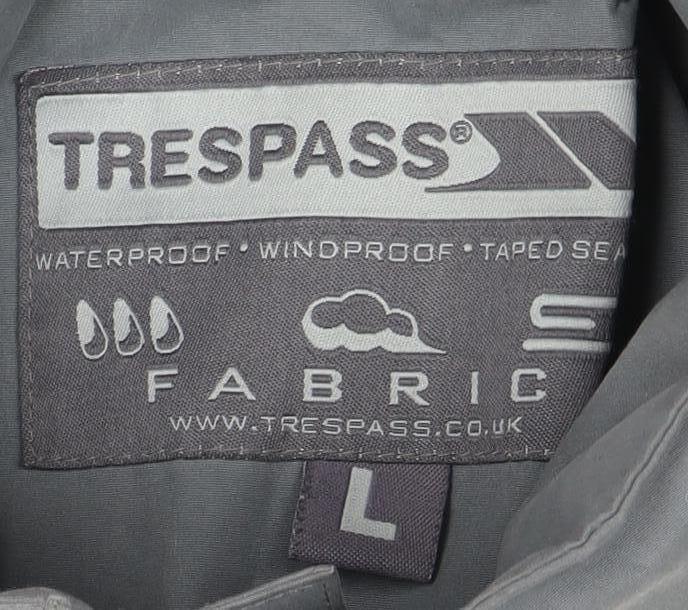 TRESPASS®
WATERPROOF • WINDPROOF • TAPED SEA
FABRIC
WWW.TRESPASS.CO.UK
L